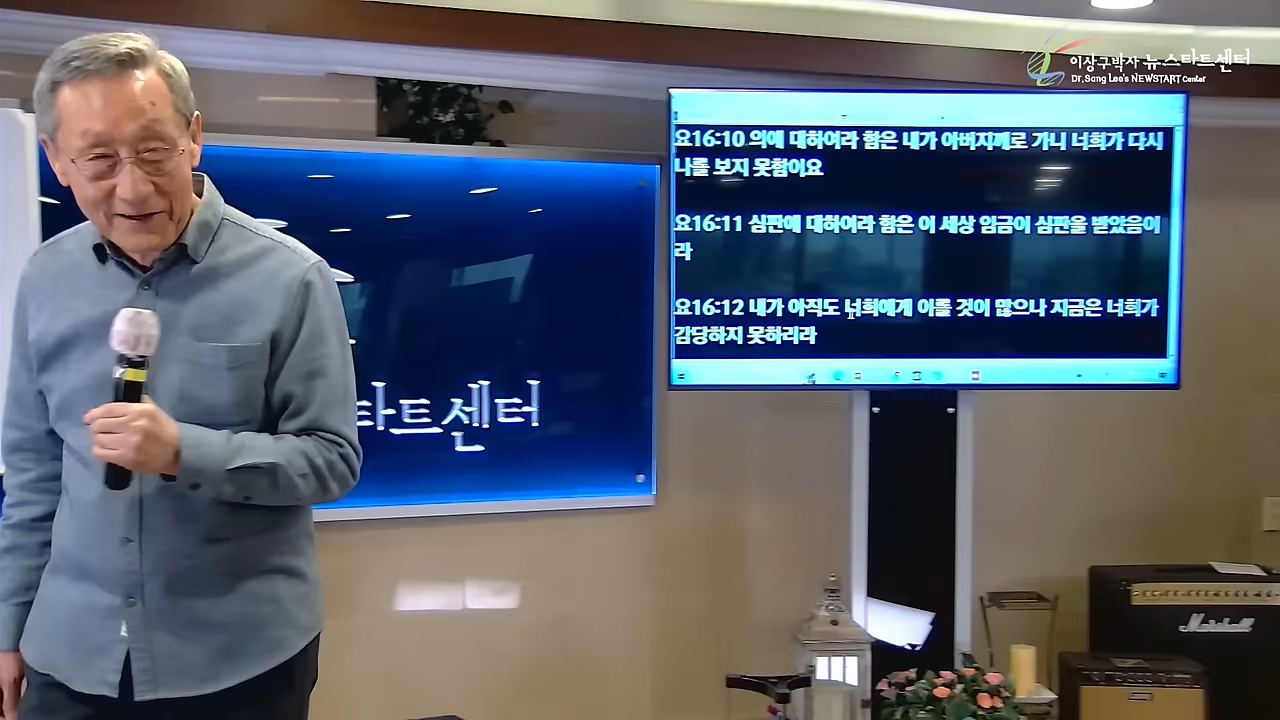 이상구박사 뉴스타트센터
Dr. Sang Lee's NEWSTART Center
요16:10 의에 대하여라 함은 내가 아버지께로 가니 너희가 다시
나를 보지 못함이요
요16:11 심판에 대하여라 함은 이 세상 임금이 심판을 받았음이
라
요16:12 내가 아직도 너희에게 이를 것이 많으나 지금은 너희가
감당하지 못하리라
타트센터
Marshall